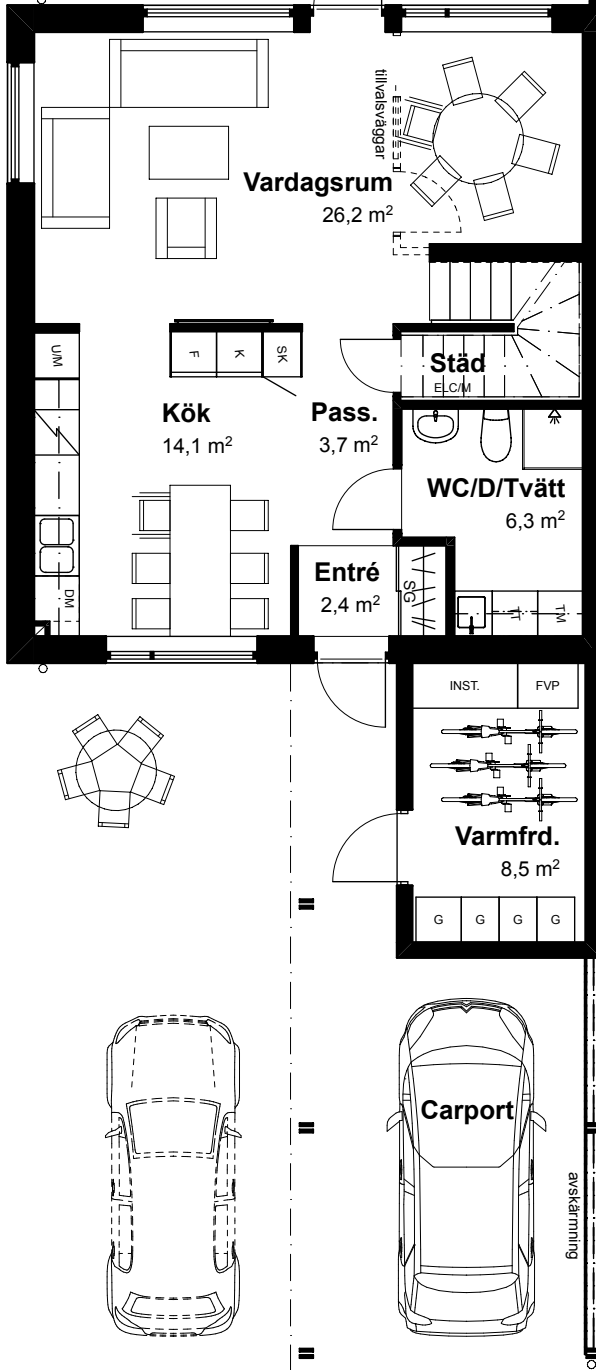 tillvalsväggar
Vardagsrum
26,2 m²
U/M
F
K
SK
Städ
ELC/M
Kök
14,1 m²
Pass.
3,7 m²
WC/D/Tvätt
6,3 m²
Entré
2,4 m²
SG
DM
TT
TM
INST.
FVP
Varmfrd.
8,5 m²
G
G
G
G
Carport
avskärmning